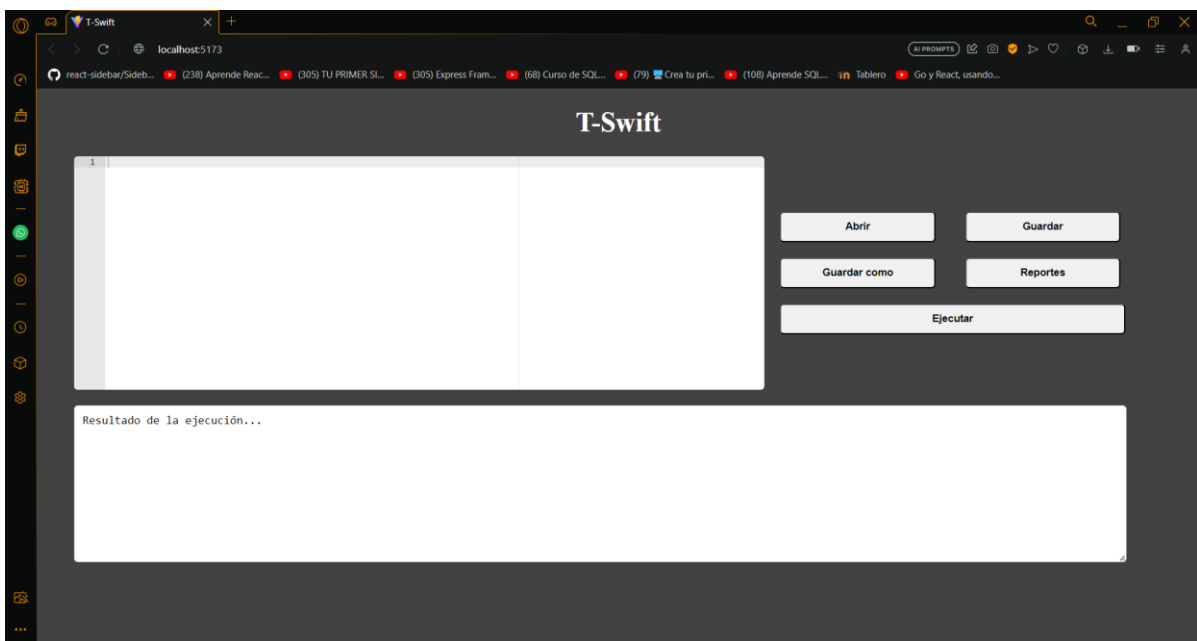 T-Swift
localhost:5173
AI PROMPTS
react-sidebar/Sideb... (238) Aprende Reac... (305) TU PRIMER SI... (305) Express Fram... (68) Curso de SQL... (79) Crea tu pri... (108) Aprende SQL... Tablero Go y React, usando...
T-Swift
1
Abrir Guardar
Guardar como Reportes
Ejecutar
Resultado de la ejecución...